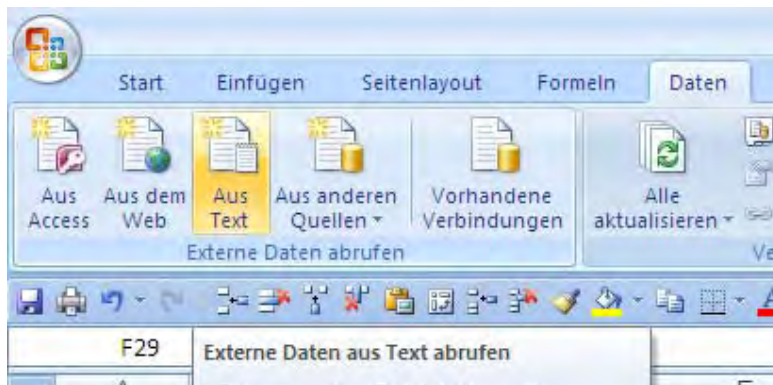 Start Einfügen Seitenlayout Formeln Daten
Aus Access
Aus dem Web
Aus Text
Aus anderen Quellen
Vorhandene Verbindungen
Alle aktualisieren
Externe Daten abrufen
F29
Externe Daten aus Text abrufen